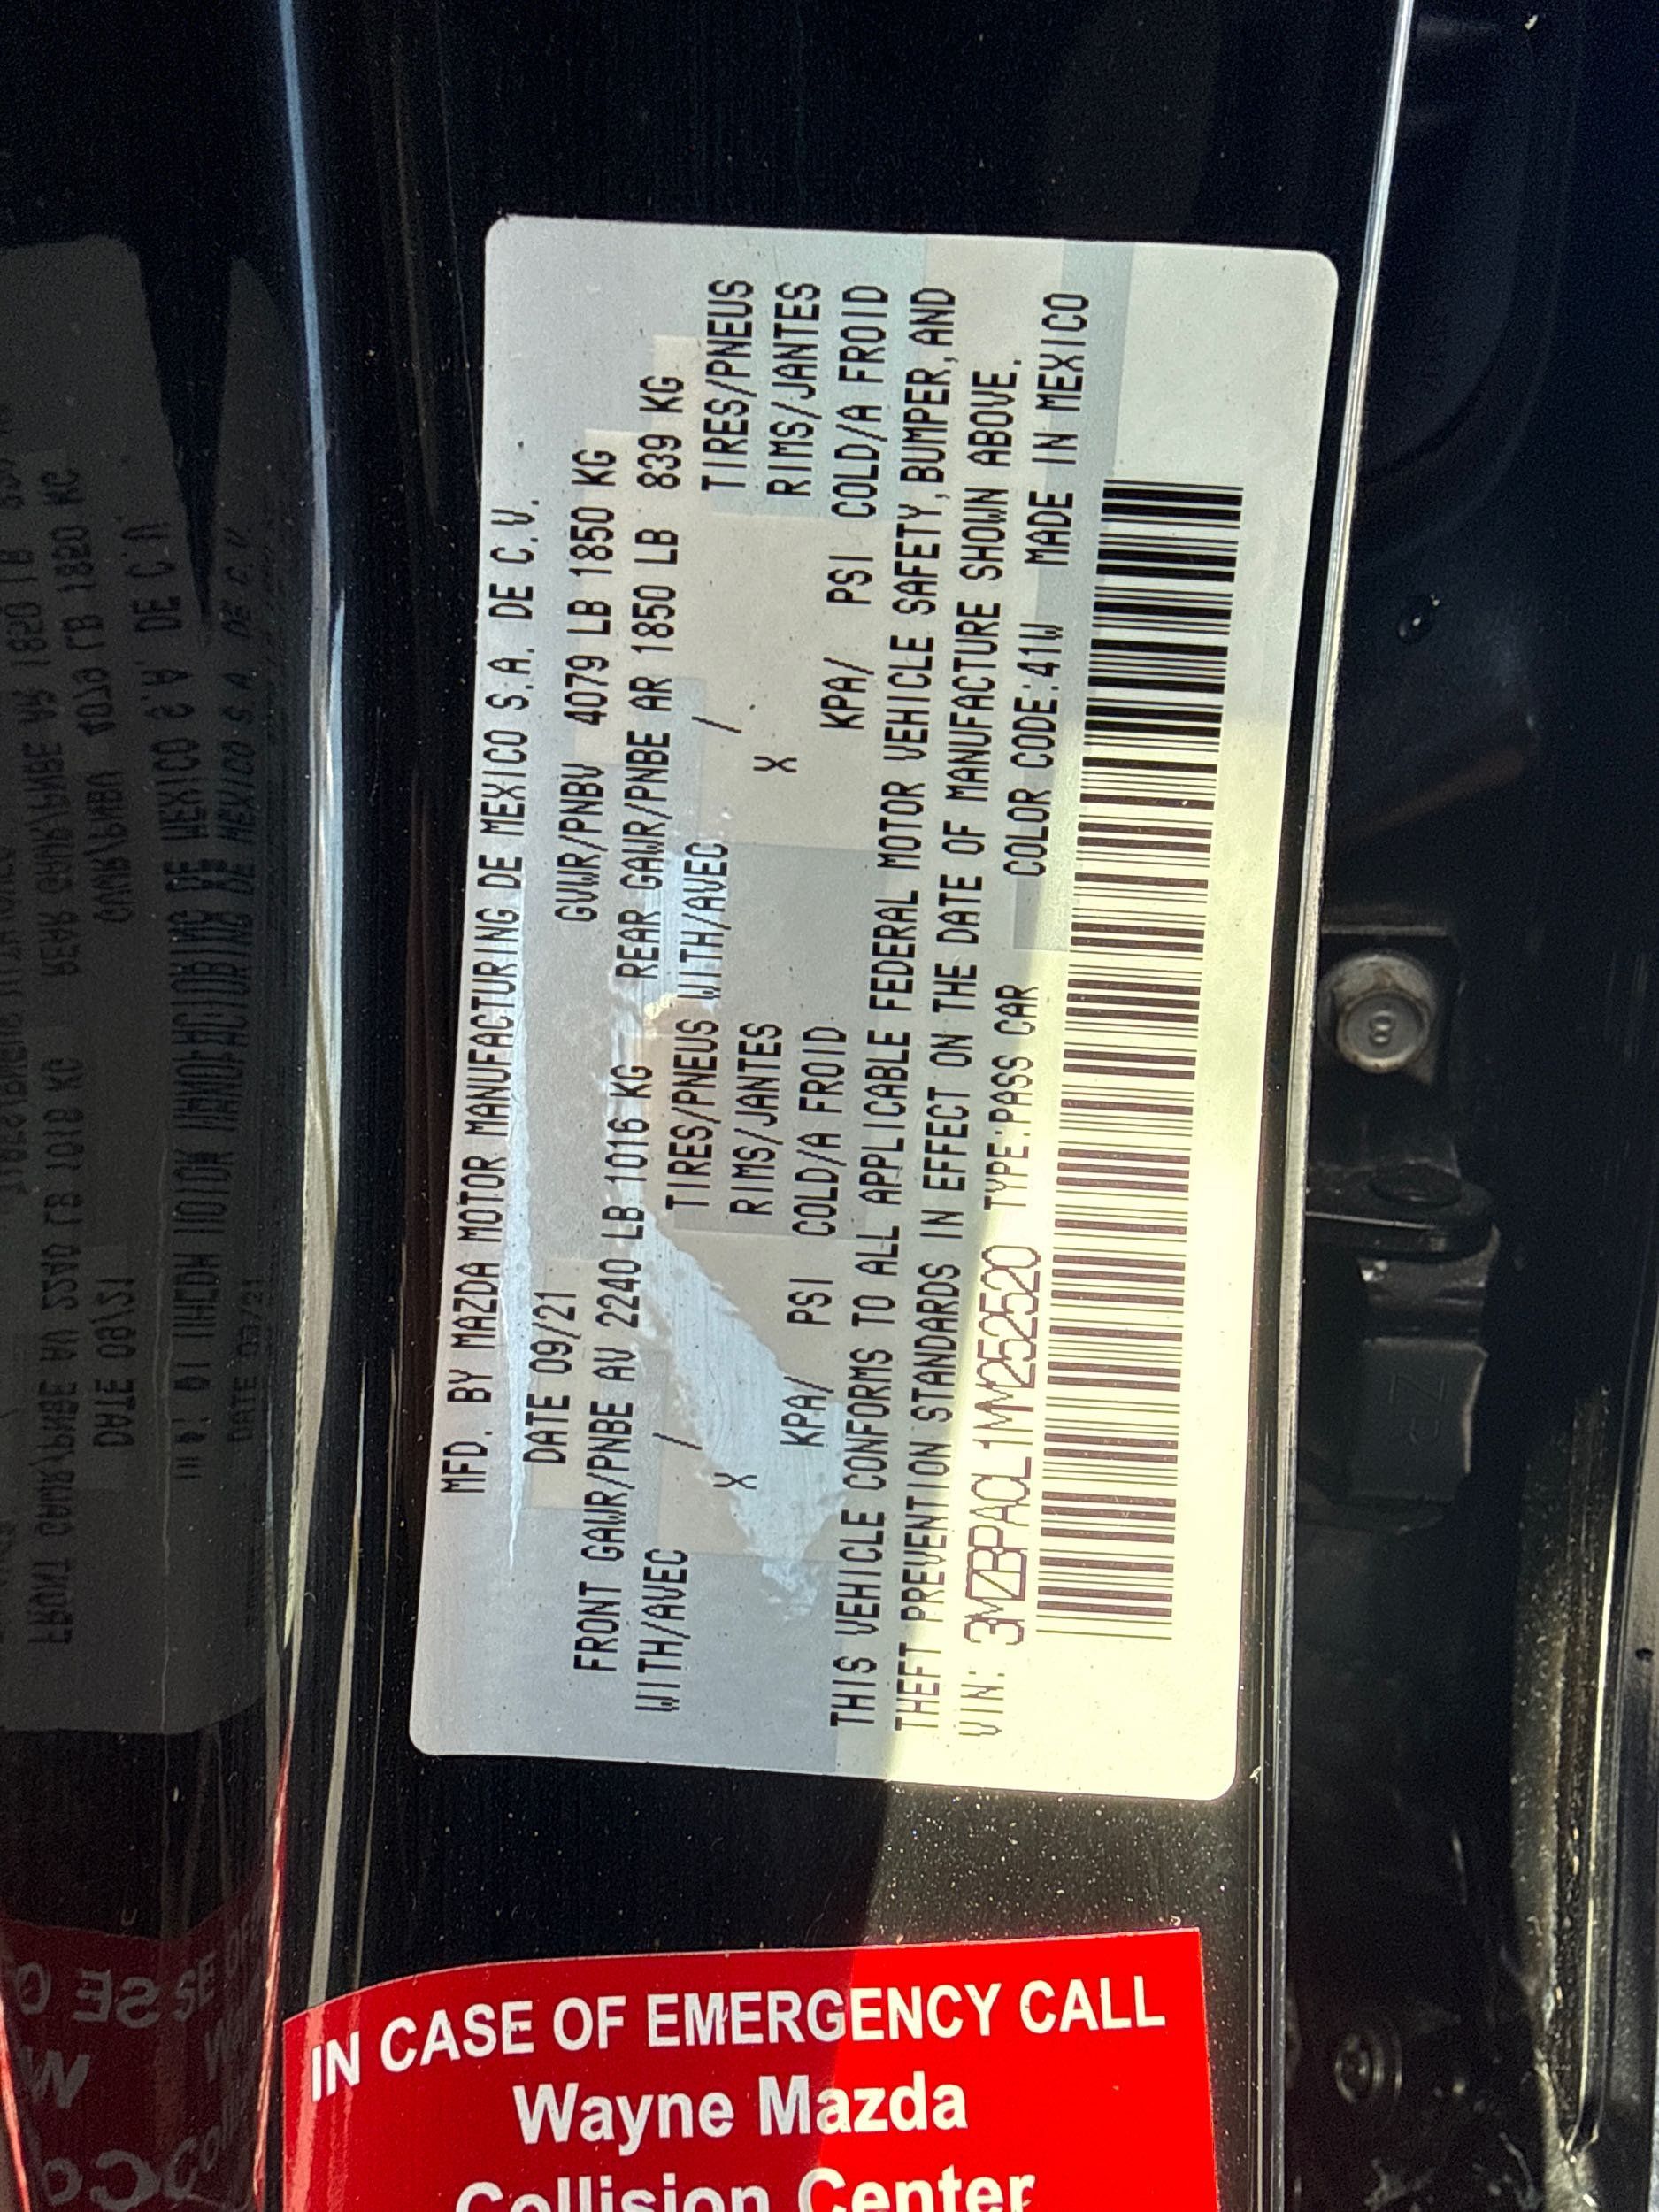 MFD. BY MAZDA MOTOR MANUFACTURING DE MEXICO S.A. DE C.V.
DATE 09/21 GVWR/PNBV 4079 LB 1850 KG
FRONT GAWR/PNBE AV 2240 LB 1016 KG REAR GAWR/PNBE AR 1850 LB 839 KG
WITH/AVEC / TIRES/PNEUS WITH/AVEC / TIRES/PNEUS
X RIMS/JANTES X RIMS/JANTES
KPA/ PSI COLD/A FROID KPA/ PSI COLD/A FROID
THIS VEHICLE CONFORMS TO ALL APPLICABLE FEDERAL MOTOR VEHICLE SAFETY, BUMPER, AND
THEFT PREVENTION STANDARDS IN EFFECT ON THE DATE OF MANUFACTURE SHOWN ABOVE.
VIN: 3MZBPACL1MM252520 TYPE:PASS CAR COLOR CODE:41W MADE IN MEXICO
IN CASE OF EMERGENCY CALL
Wayne Mazda
Collision Center
8